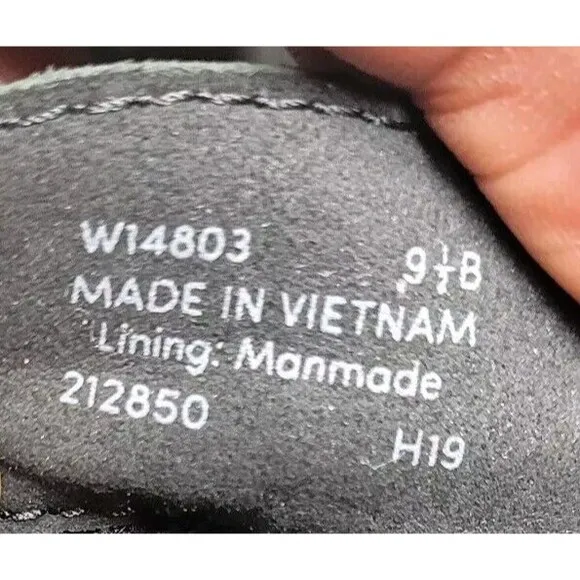 W14803 9½B
MADE IN VIETNAM
Lining: Manmade
212850 H19